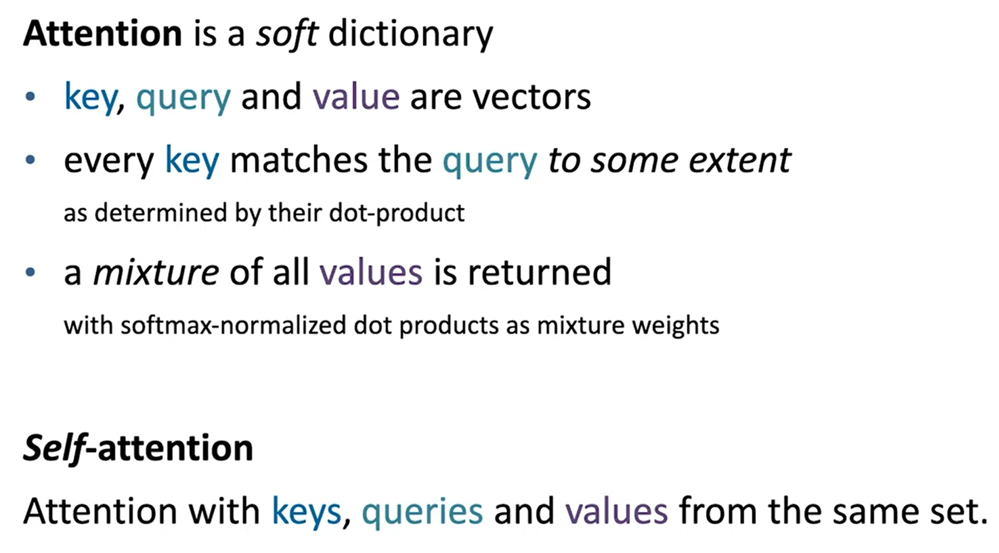 Attention is a soft dictionary
• key, query and value are vectors
• every key matches the query to some extent
as determined by their dot-product
• a mixture of all values is returned
with softmax-normalized dot products as mixture weights
Self-attention
Attention with keys, queries and values from the same set.